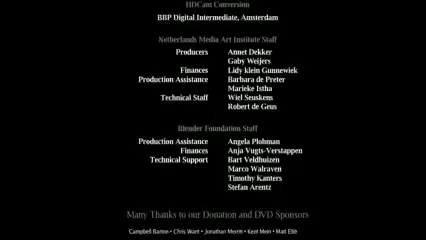 HDCam Conversion
BBP Digital Intermediate, Amsterdam
Netherlands Media Art Institute Staff
Producers Annet Dekker
Gaby Weijers
Finances Lidy klein Gunnewiek
Production Assistance Barbara de Preter
Marieke Istha
Technical Staff Wiel Seuskens
Robert de Geus
Blender Foundation Staff
Production Assistance Angela Plohman
Finances Anja Vugts-Verstappen
Technical Support Bart Veldhuizen
Marco Walraven
Timothy Kanters
Stefan Arentz
Many Thanks to our Donation and DVD Sponsors
Campbell Barton • Chris Want • Jonathan Merritt • Kent Mein • Matt Ebb